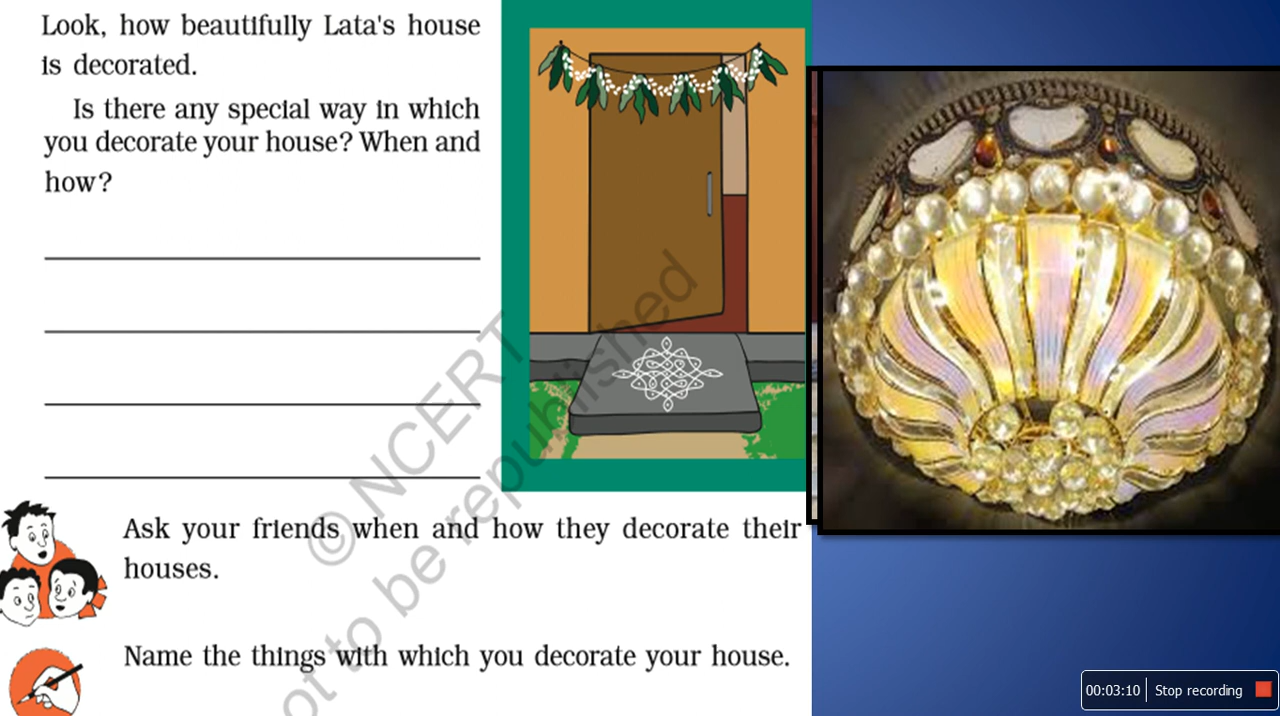 Look, how beautifully Lata's house
is decorated.
Is there any special way in which
you decorate your house? When and
how?
© NCERT
not to be republished
Ask your friends when and how they decorate their
houses.
Name the things with which you decorate your house.
00:03:10 Stop recording